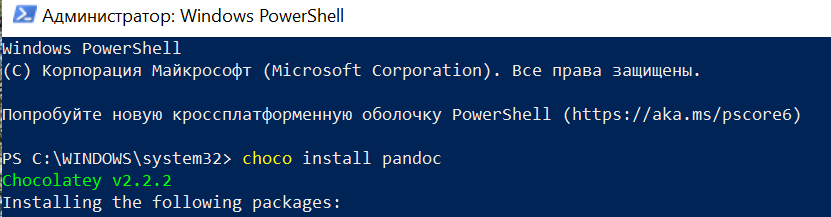 Администратор: Windows PowerShell
Windows PowerShell
(C) Корпорация Майкрософт (Microsoft Corporation). Все права защищены.
Попробуйте новую кроссплатформенную оболочку PowerShell (https://aka.ms/pscore6)
PS C:\WINDOWS\system32> choco install pandoc
Chocolatey v2.2.2
Installing the following packages: